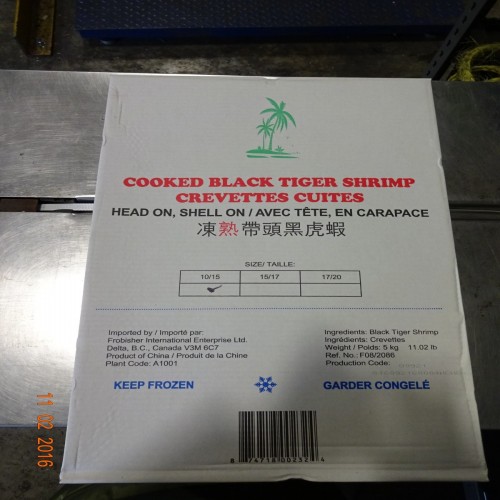 COOKED BLACK TIGER SHRIMP
CREVETTES CUITES
HEAD ON, SHELL ON / AVEC TÊTE, EN CARAPACE
凍熟帶頭黑虎蝦
SIZE/ TAILLE:
10/15 15/17 17/20
Imported by / Importé par:
Frobisher International Enterprise Ltd.
Delta, B.C., Canada V3M 6C7
Product of China / Produit de la Chine
Plant Code: A1001
Ingredients: Black Tiger Shrimp
Ingrédients: Crevettes
Weight / Poids: 5 kg 11.02 lb
Ref. No.: F08/2086
Production Code:
KEEP FROZEN
GARDER CONGELÉ
11 02 2016